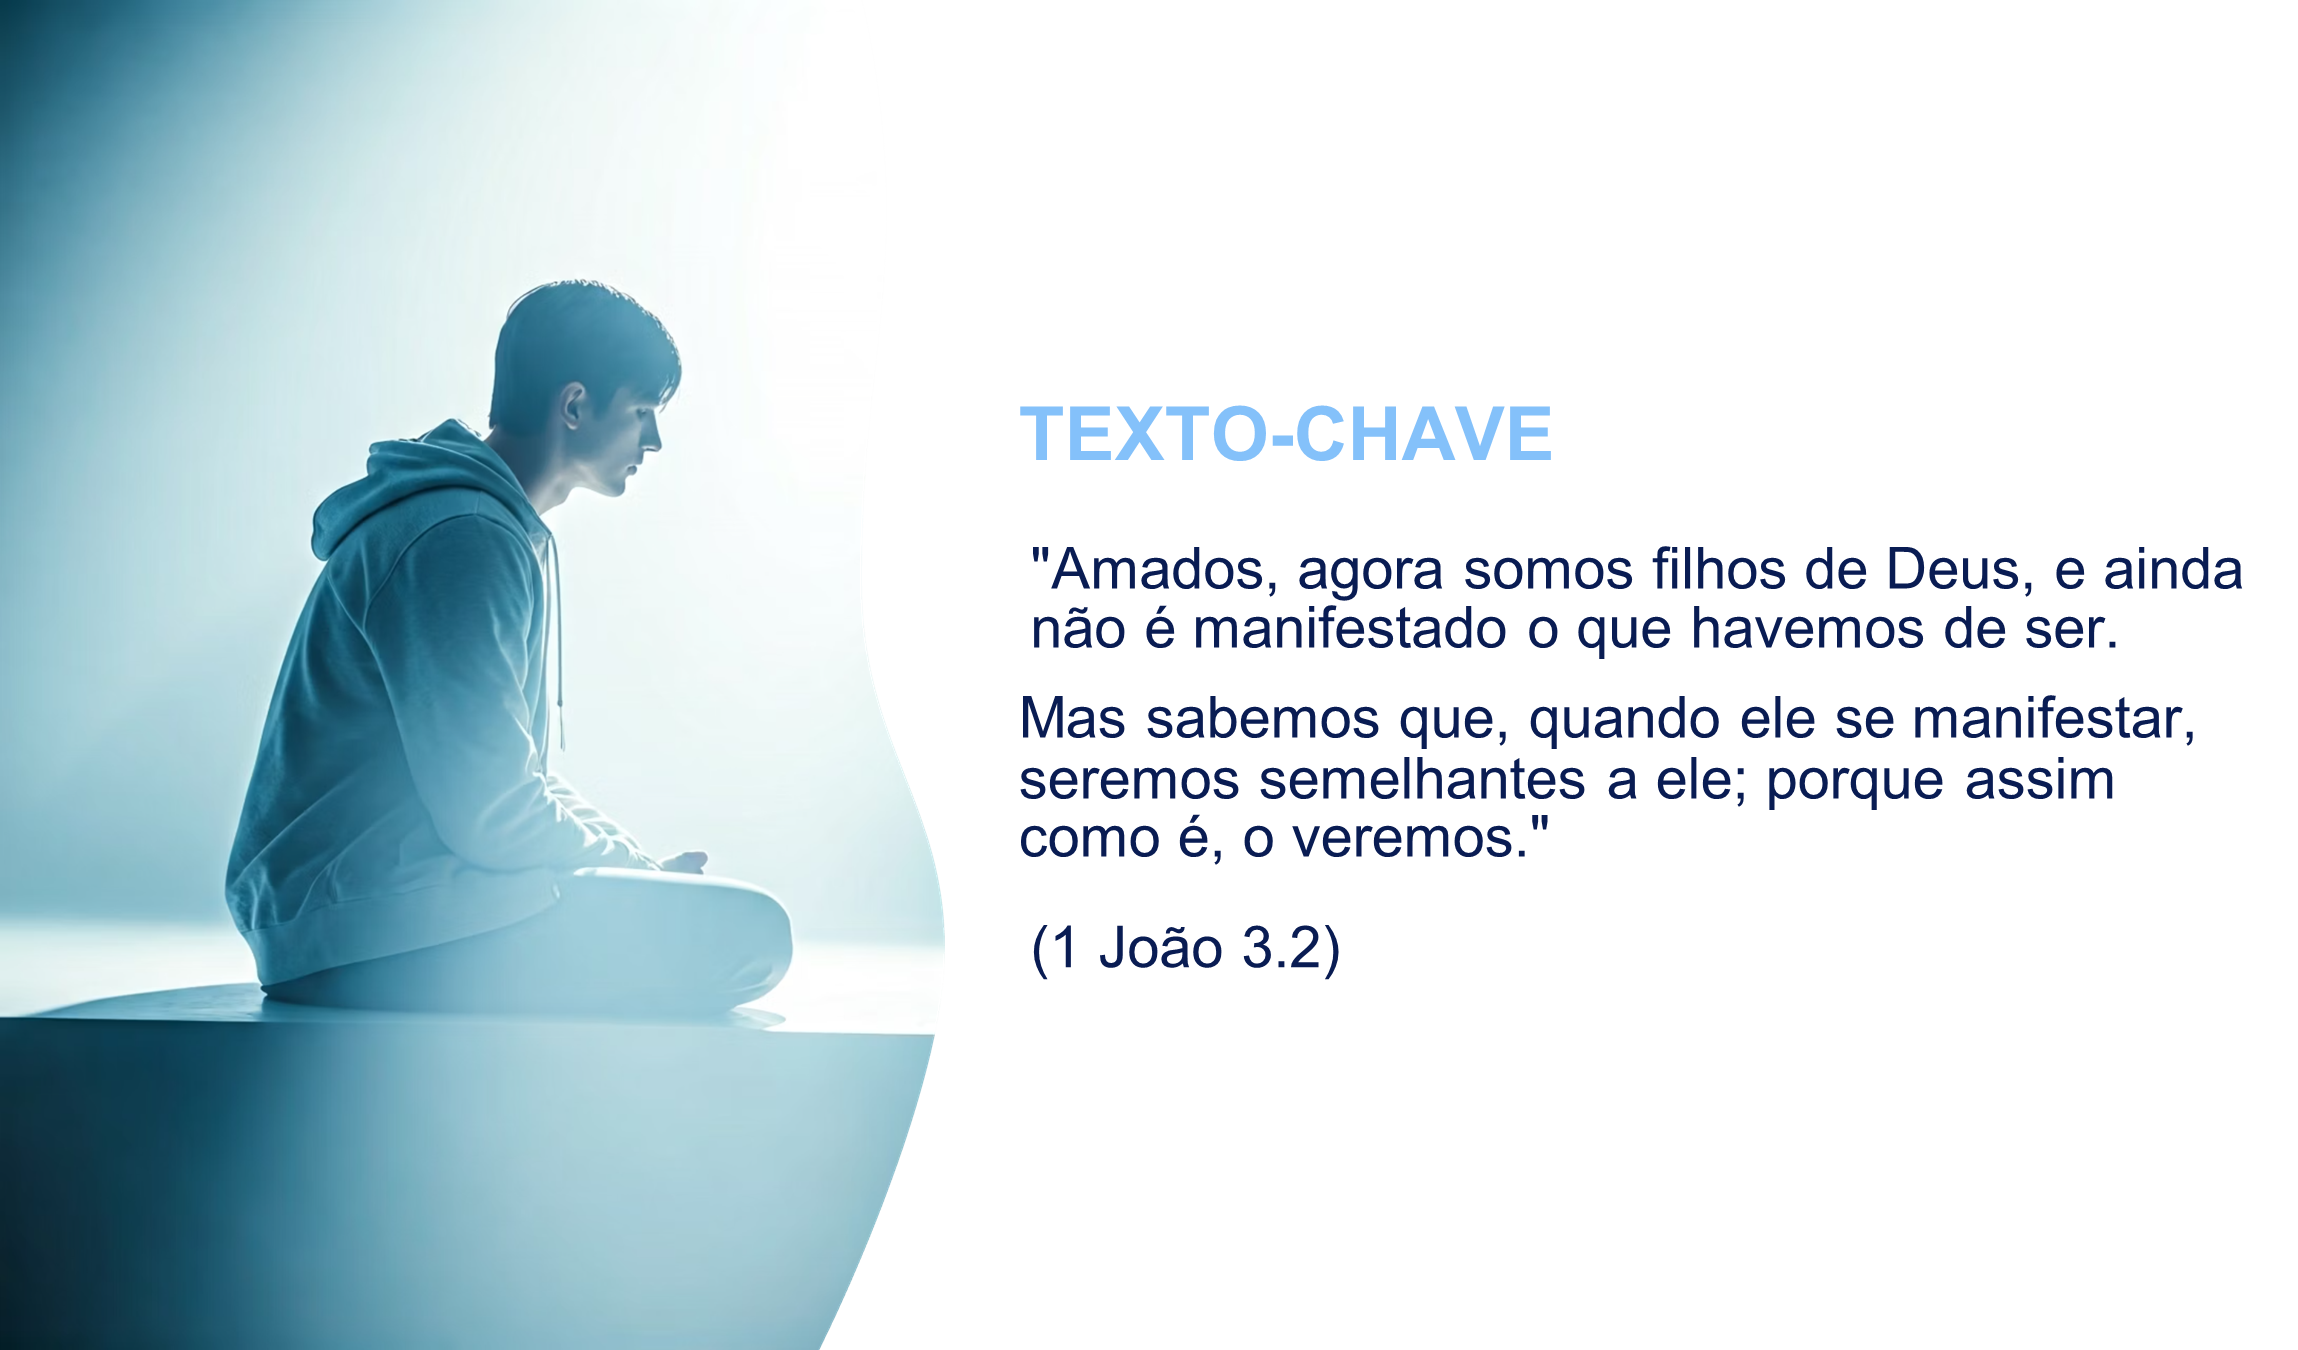 TEXTO-CHAVE
"Amados, agora somos filhos de Deus, e ainda
não é manifestado o que havemos de ser.
Mas sabemos que, quando ele se manifestar,
seremos semelhantes a ele; porque assim
como é, o veremos."
(1 João 3.2)